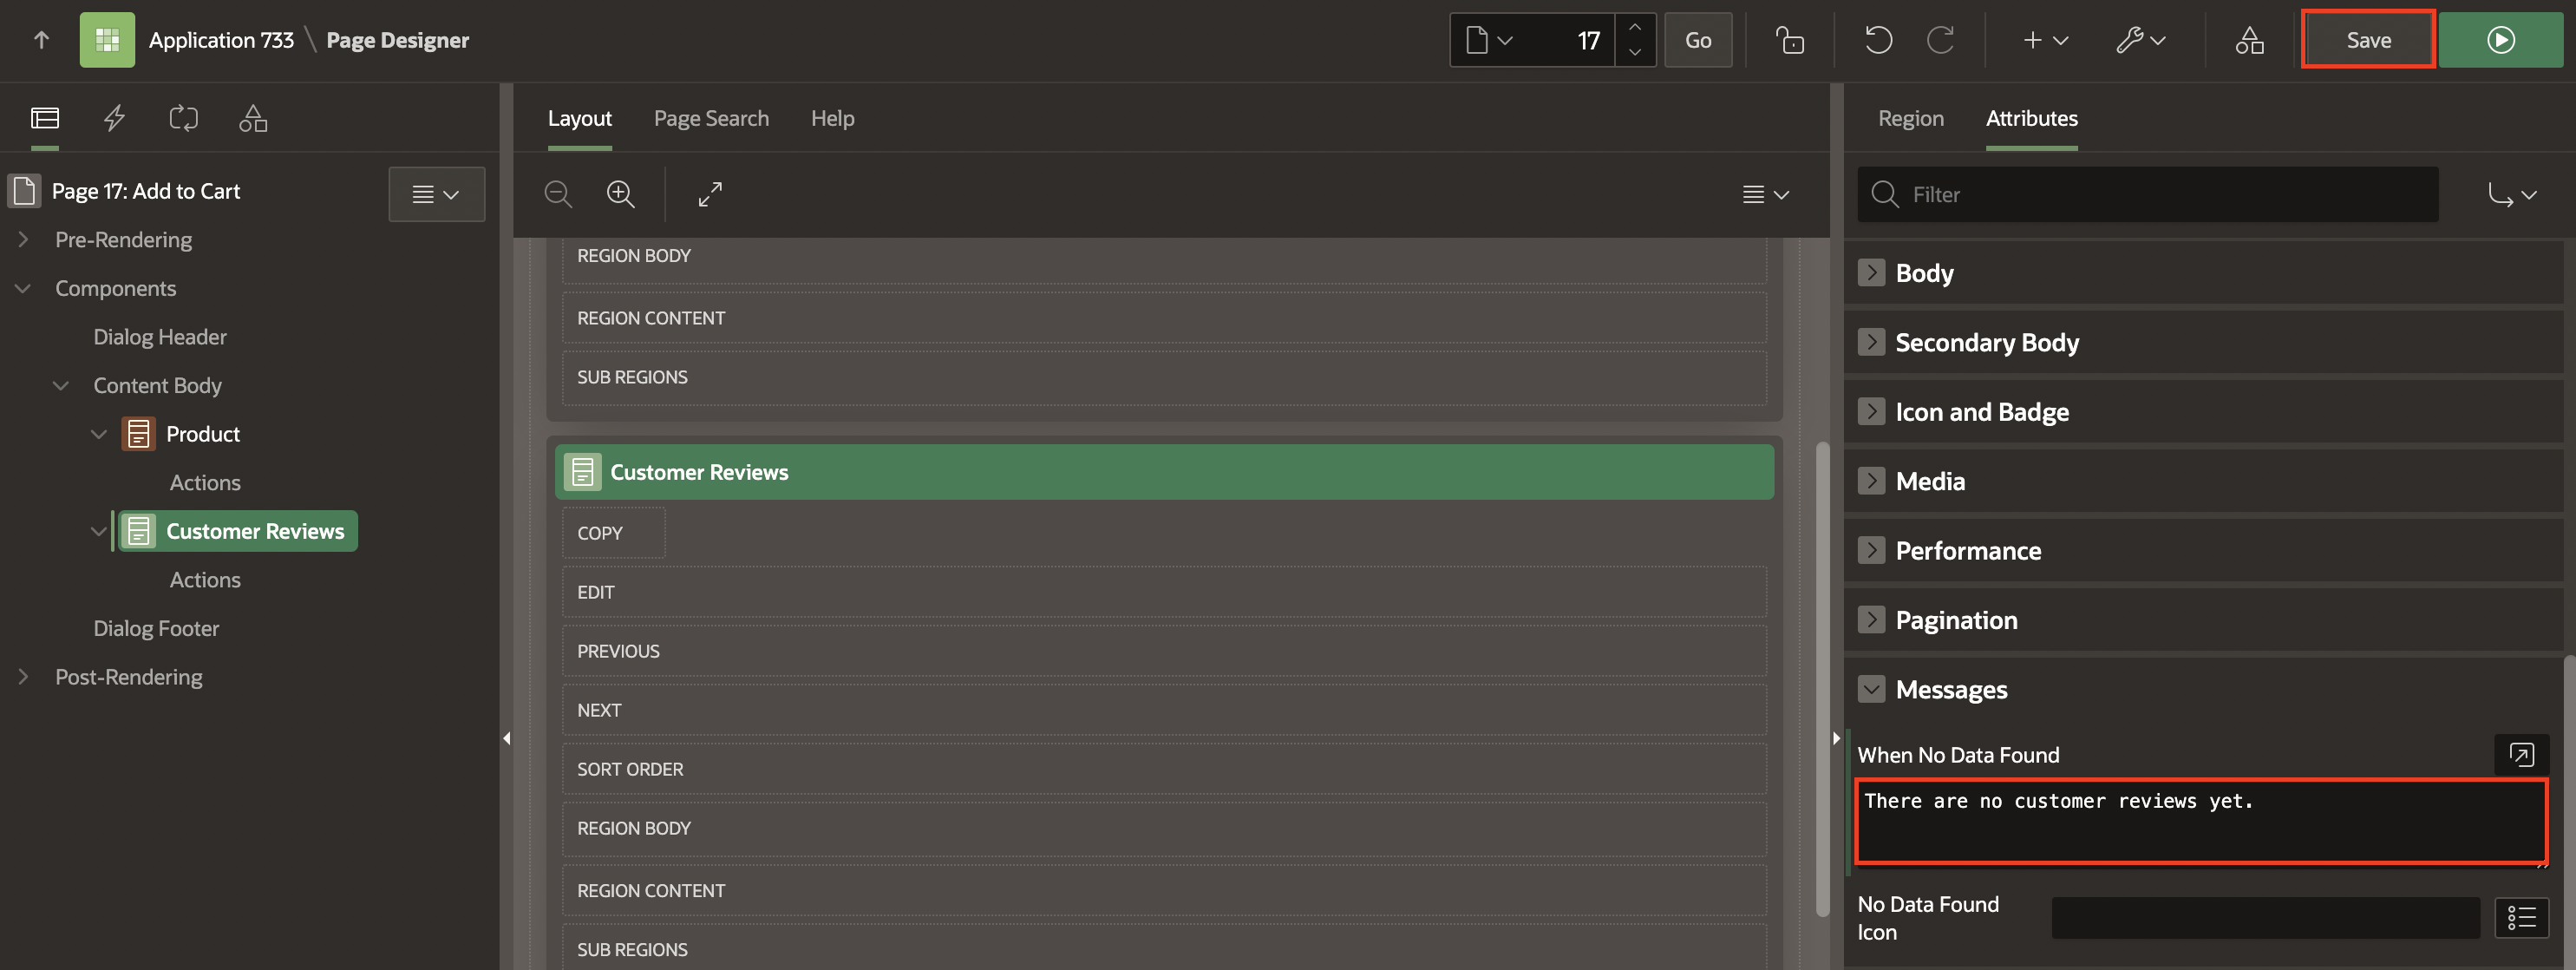 Application 733 \ Page Designer
17
Go
Save
Page 17: Add to Cart
Pre-Rendering
Components
Dialog Header
Content Body
Product
Actions
Customer Reviews
Actions
Dialog Footer
Post-Rendering
Layout
Page Search
Help
REGION BODY
REGION CONTENT
SUB REGIONS
Customer Reviews
COPY
EDIT
PREVIOUS
NEXT
SORT ORDER
REGION BODY
REGION CONTENT
SUB REGIONS
Region
Attributes
Filter
Body
Secondary Body
Icon and Badge
Media
Performance
Pagination
Messages
When No Data Found
There are no customer reviews yet.
No Data Found
Icon